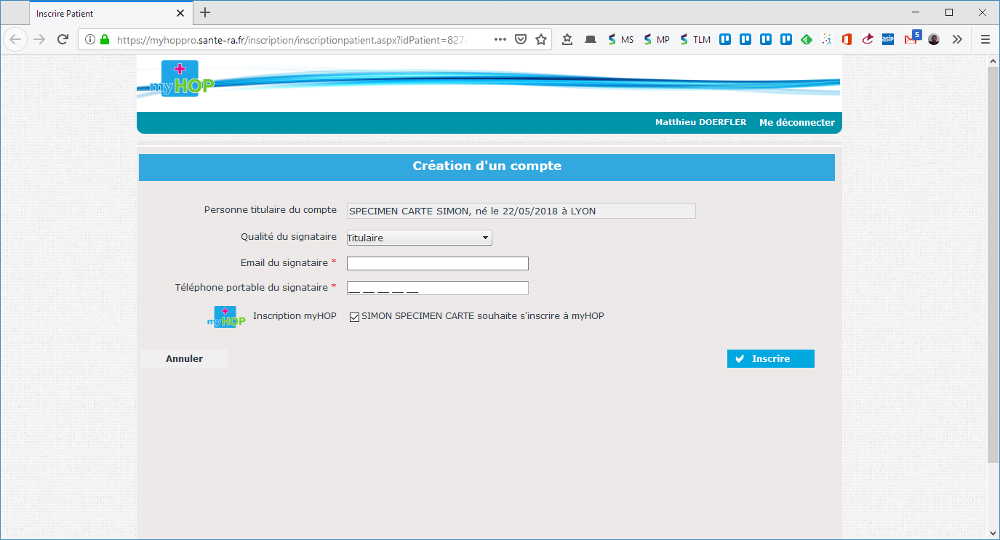 Inscrire Patient
https://myhoppro.sante-ra.fr/inscription/inscriptionpatient.aspx?idPatient=827
MS MP TLM asip 5
myHOP
Matthieu DOERFLER Me déconnecter
Création d'un compte
Personne titulaire du compte SPECIMEN CARTE SIMON, né le 22/05/2018 à LYON
Qualité du signataire Titulaire
Email du signataire *
Téléphone portable du signataire * __ __ __ __ __
myHOP Inscription myHOP SIMON SPECIMEN CARTE souhaite s'inscrire à myHOP
Annuler Inscrire